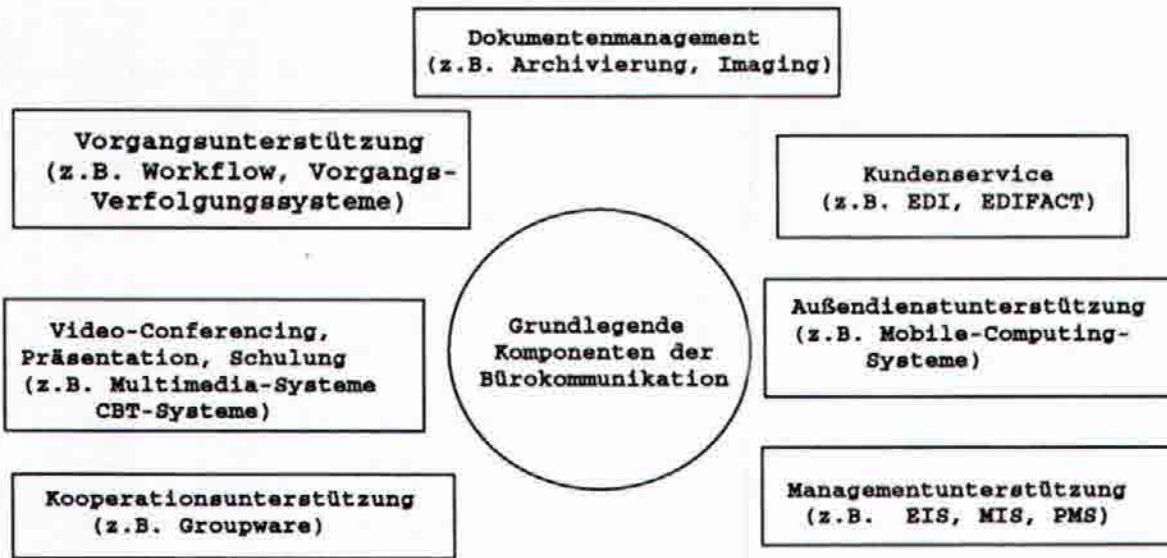 Dokumentenmanagement
(z.B. Archivierung, Imaging)
Vorgangsunterstützung
(z.B. Workflow, Vorgangs-
Verfolgungssysteme)
Kundenservice
(z.B. EDI, EDIFACT)
Video-Conferencing,
Präsentation, Schulung
(z.B. Multimedia-Systeme
CBT-Systeme)
Grundlegende
Komponenten der
Bürokommunikation
Außendienstunterstützung
(z.B. Mobile-Computing-
Systeme)
Kooperationsunterstützung
(z.B. Groupware)
Managementunterstützung
(z.B. EIS, MIS, PMS)